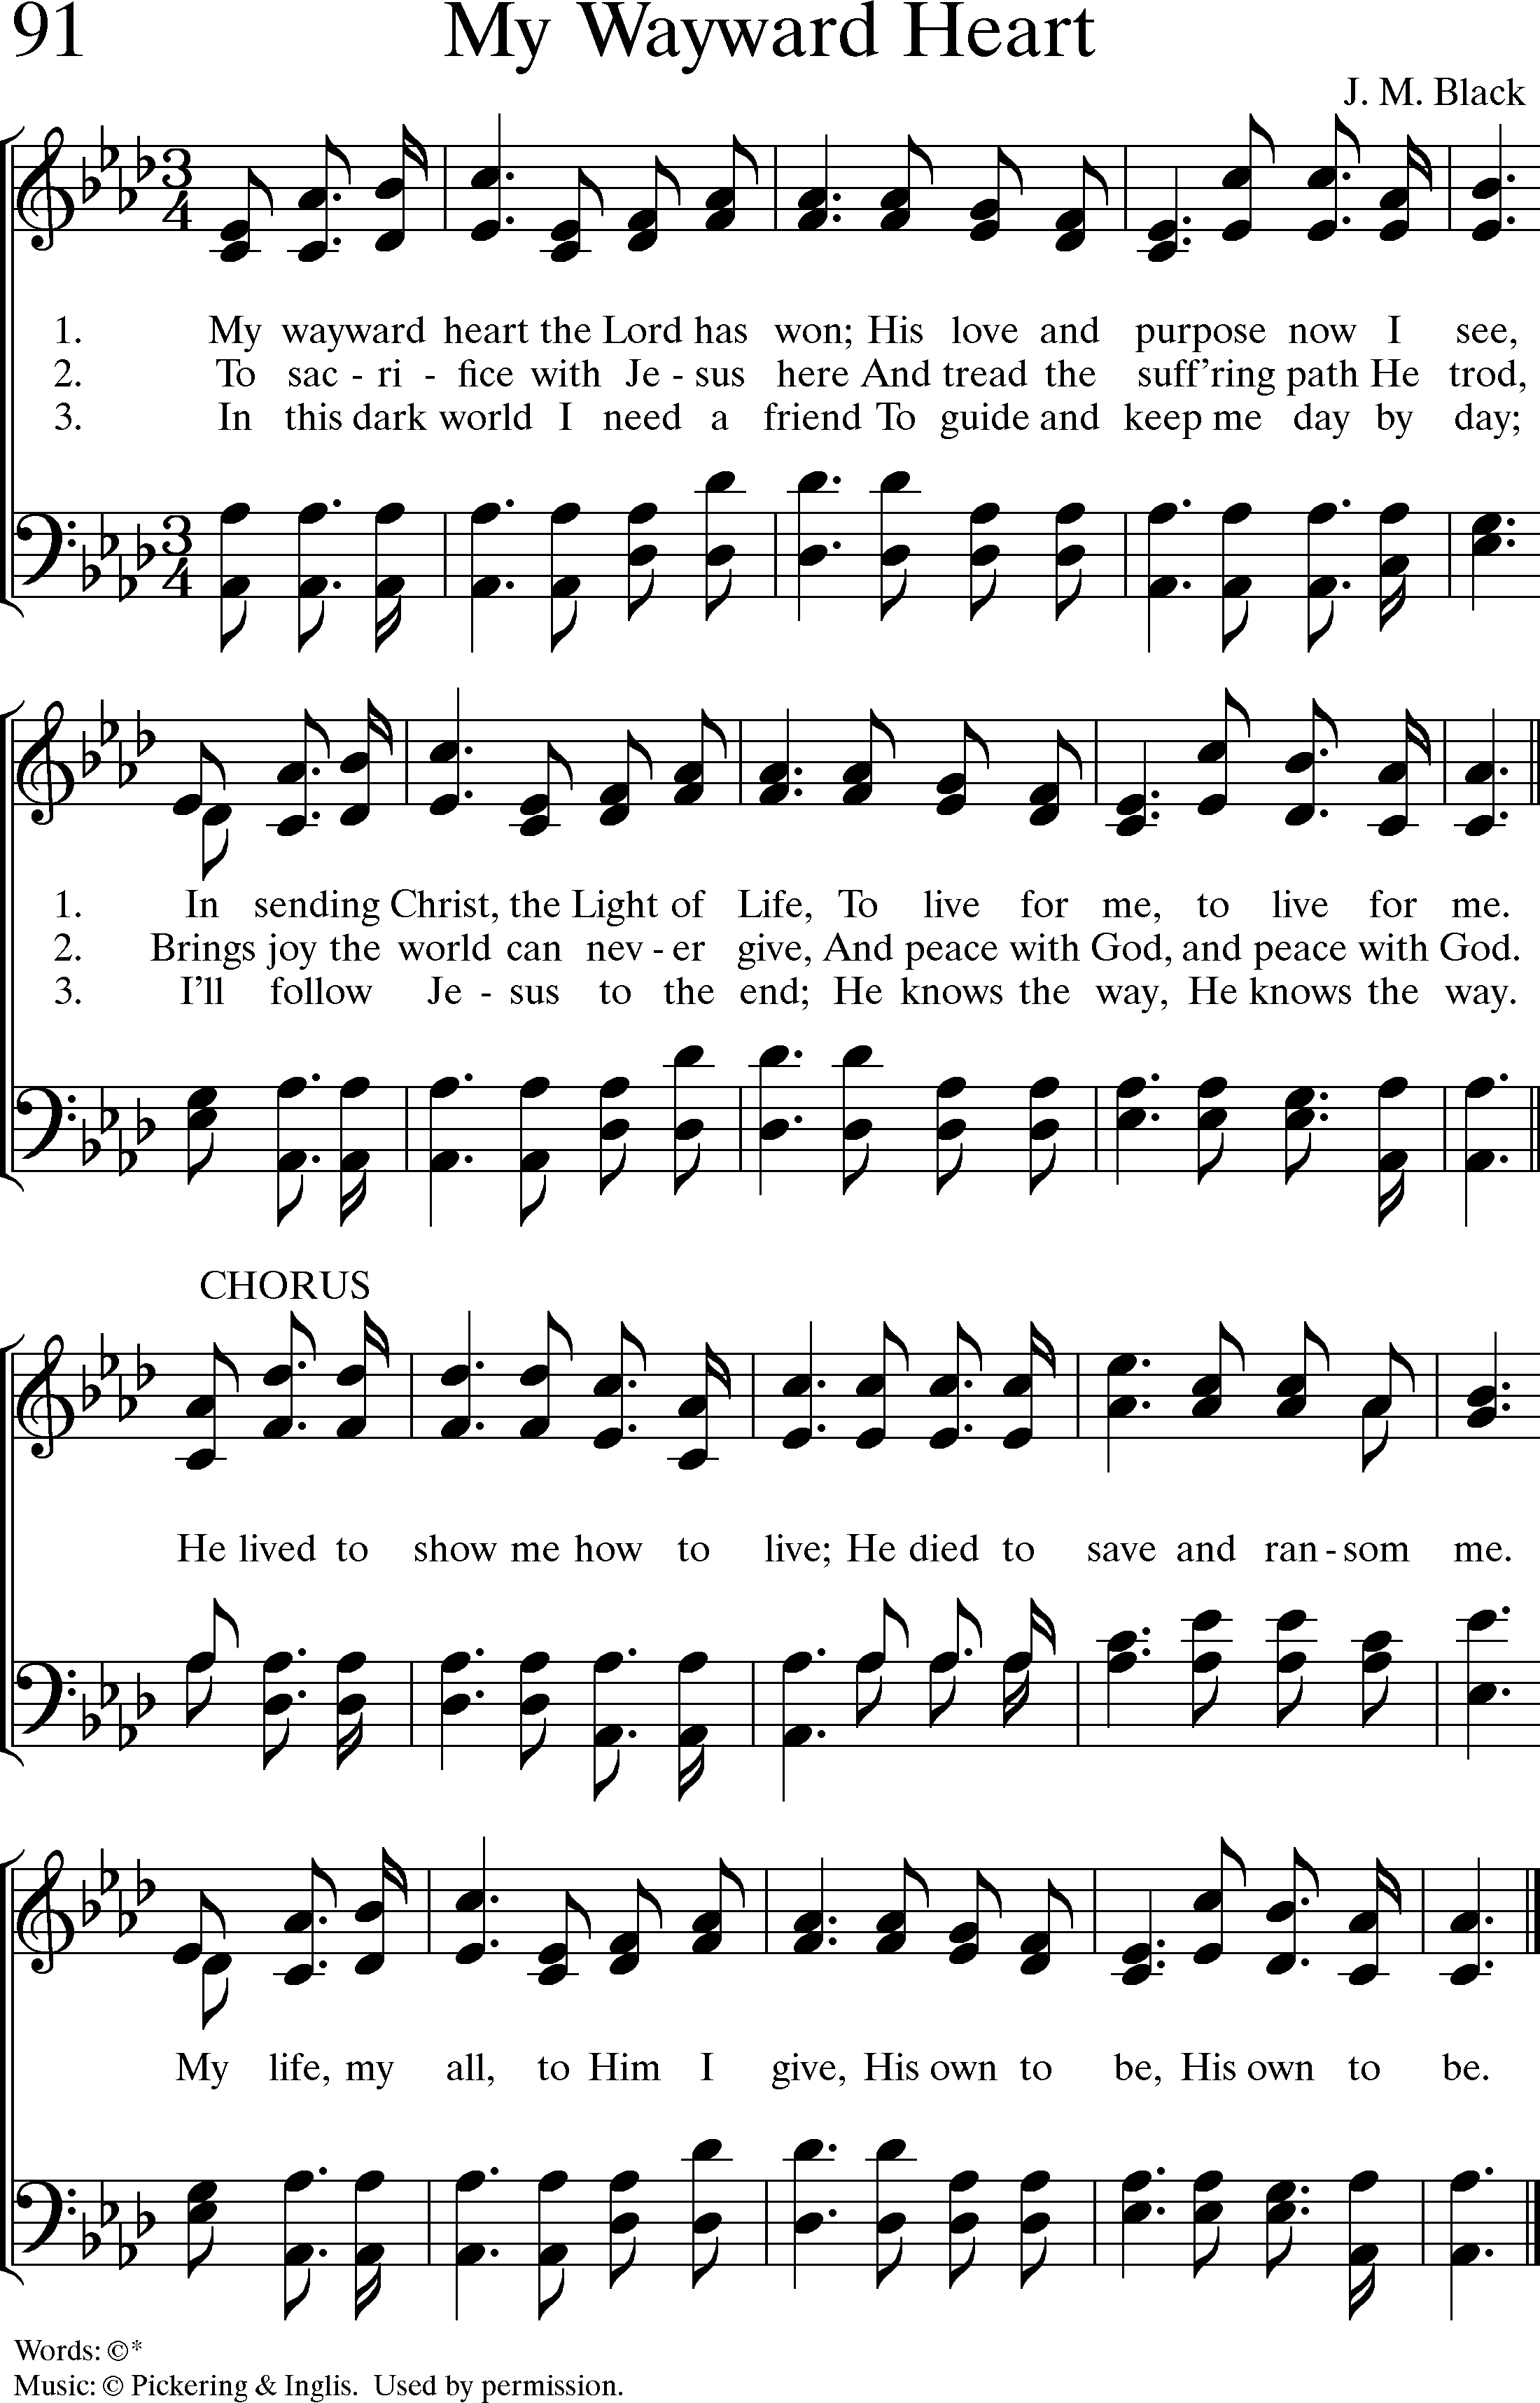 91 My Wayward Heart
J. M. Black
3 4
1. My wayward heart the Lord has won; His love and purpose now I see,
2. To sac - ri - fice with Je - sus here And tread the suff'ring path He trod,
3. In this dark world I need a friend To guide and keep me day by day;
3 4
1. In sending Christ, the Light of Life, To live for me, to live for me.
2. Brings joy the world can nev - er give, And peace with God, and peace with God.
3. I'll follow Je - sus to the end; He knows the way, He knows the way.
CHORUS
He lived to show me how to live; He died to save and ran - som me.
My life, my all, to Him I give, His own to be, His own to be.
Words: ©*
Music: © Pickering & Inglis. Used by permission.